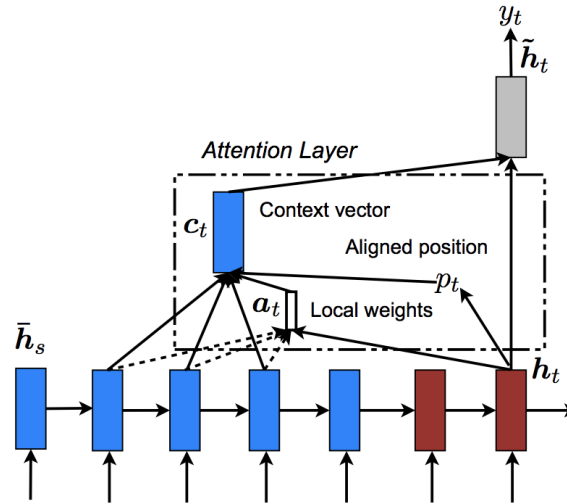 y_t
h̃_t
Attention Layer
c_t
Context vector
Aligned position
p_t
a_t
Local weights
h̄_s
h_t